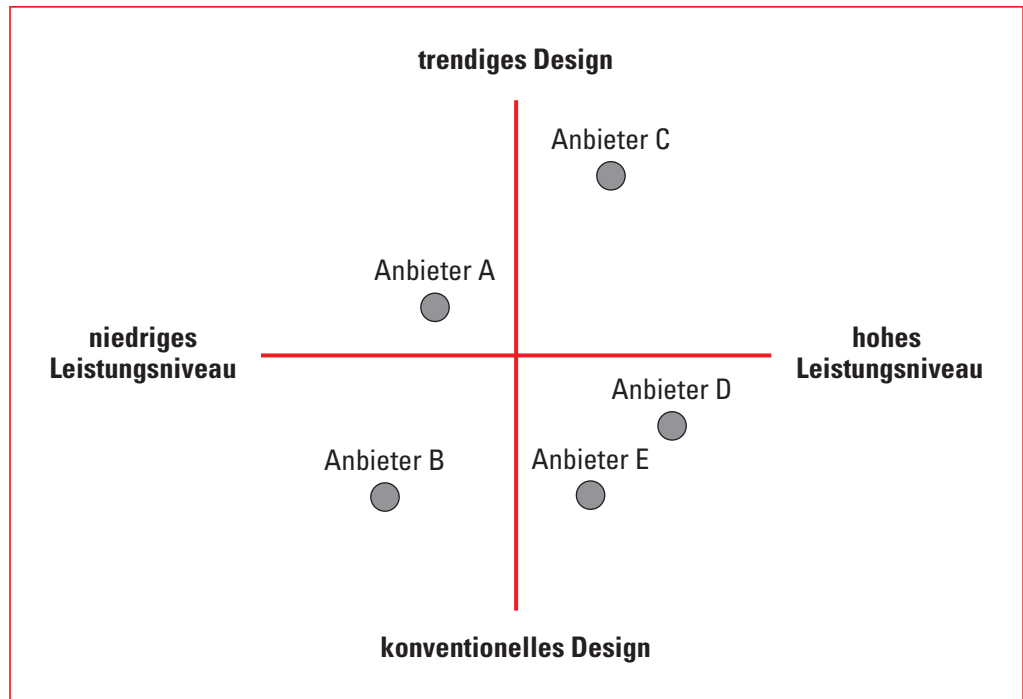 trendiges Design
Anbieter C
Anbieter A
niedriges
Leistungsniveau
hohes
Leistungsniveau
Anbieter D
Anbieter B
Anbieter E
konventionelles Design